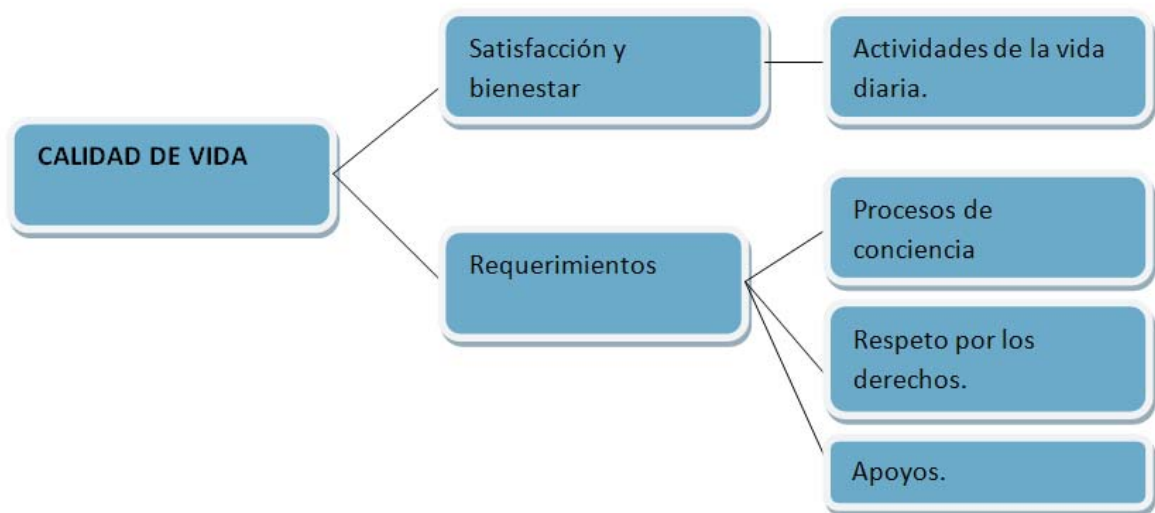 CALIDAD DE VIDA
Satisfacción y
bienestar
Actividades de la vida
diaria.
Requerimientos
Procesos de
conciencia
Respeto por los
derechos.
Apoyos.